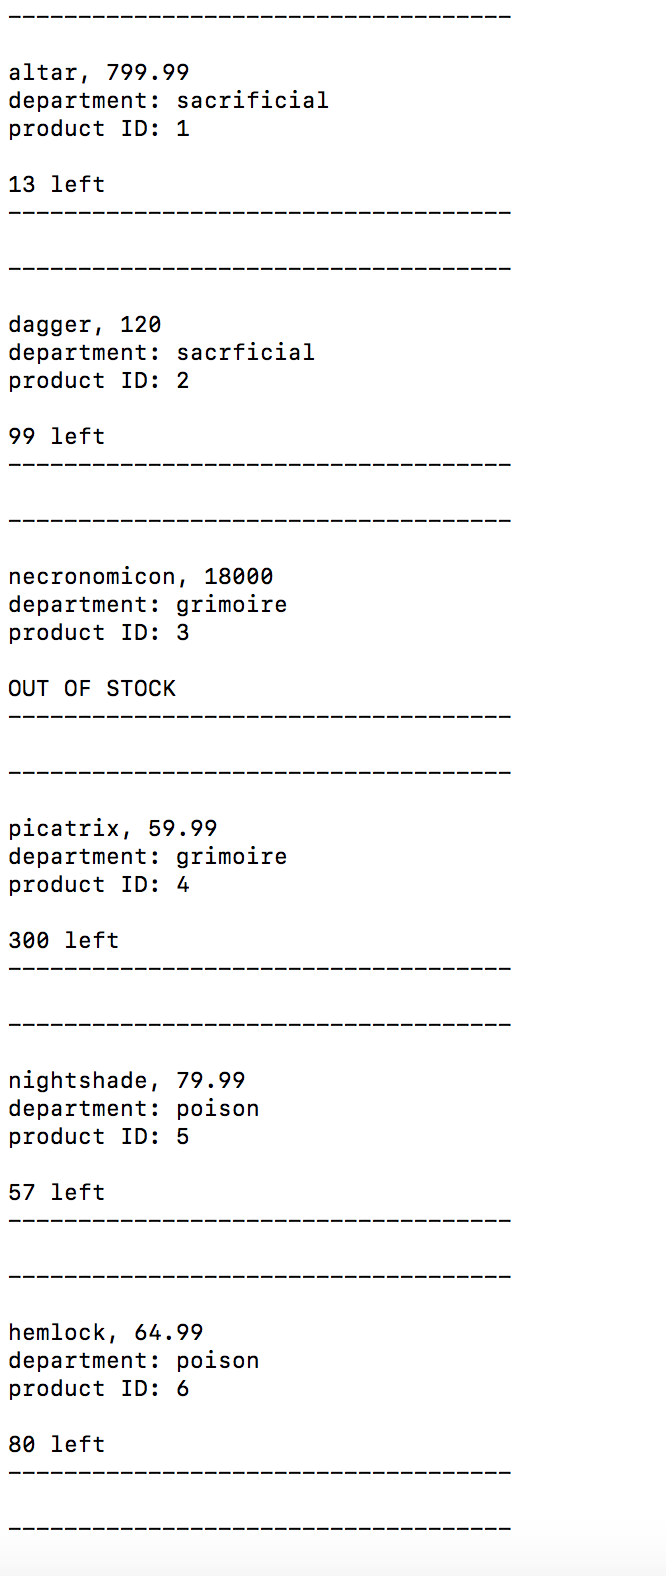 ------------------------------------
altar, 799.99
department: sacrificial
product ID: 1
13 left
------------------------------------
------------------------------------
dagger, 120
department: sacrficial
product ID: 2
99 left
------------------------------------
------------------------------------
necronomicon, 18000
department: grimoire
product ID: 3
OUT OF STOCK
------------------------------------
------------------------------------
picatrix, 59.99
department: grimoire
product ID: 4
300 left
------------------------------------
------------------------------------
nightshade, 79.99
department: poison
product ID: 5
57 left
------------------------------------
------------------------------------
hemlock, 64.99
department: poison
product ID: 6
80 left
------------------------------------
------------------------------------